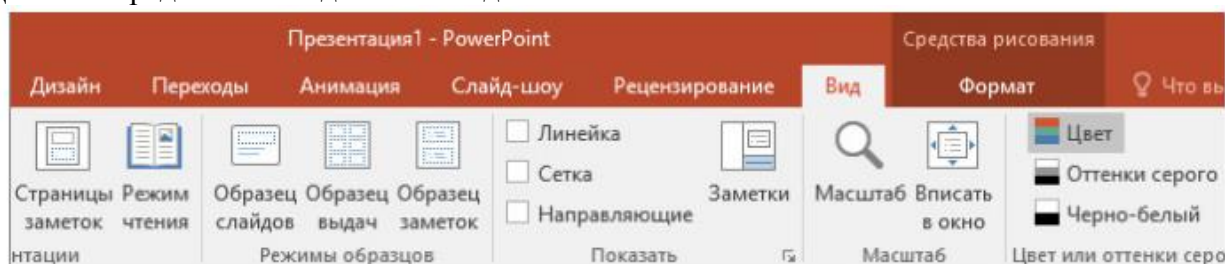 Презентация1 - PowerPoint
Средства рисования
Дизайн Переходы Анимация Слайд-шоу Рецензирование Вид Формат Что вы
Страницы заметок
Режим чтения
Образец слайдов
Образец выдач
Образец заметок
Режимы образцов
Линейка
Сетка
Направляющие
Заметки
Показать
Масштаб
Вписать в окно
Масштаб
Цвет
Оттенки серого
Черно-белый
Цвет или оттенки серо